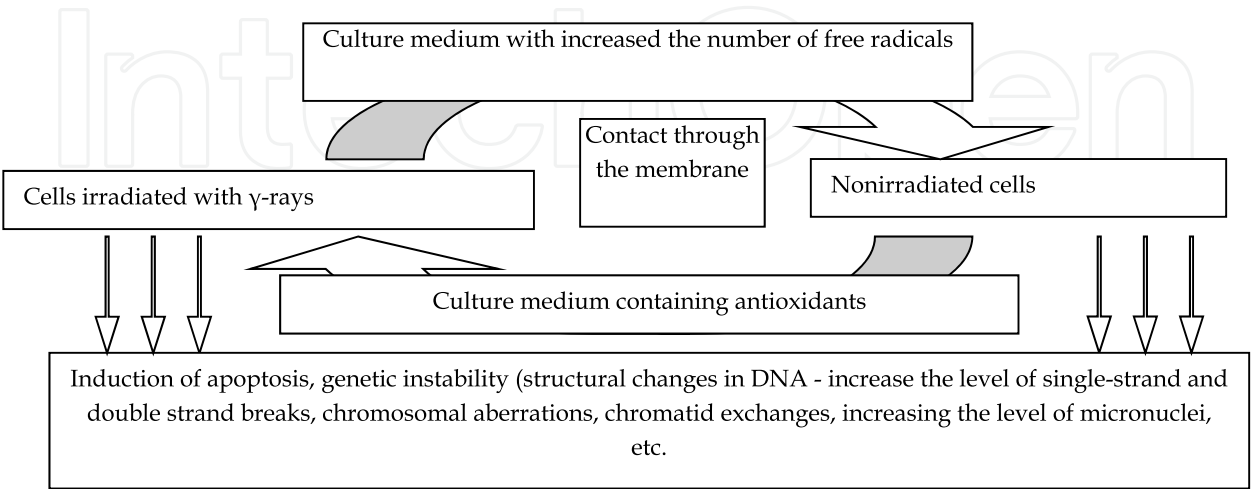 IntechOpen
Culture medium with increased the number of free radicals
Contact through
the membrane
Cells irradiated with γ-rays
Nonirradiated cells
Culture medium containing antioxidants
Induction of apoptosis, genetic instability (structural changes in DNA - increase the level of single-strand and
double strand breaks, chromosomal aberrations, chromatid exchanges, increasing the level of micronuclei,
etc.